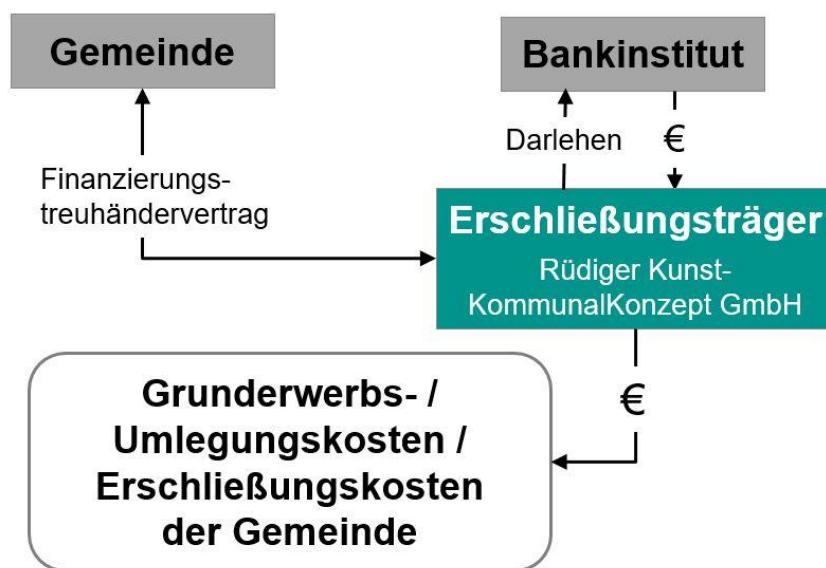 Gemeinde
Bankinstitut
Darlehen
€
Finanzierungs-
treuhändervertrag
Erschließungsträger
Rüdiger Kunst-
KommunalKonzept GmbH
€
Grunderwerbs- /
Umlegungskosten /
Erschließungskosten
der Gemeinde